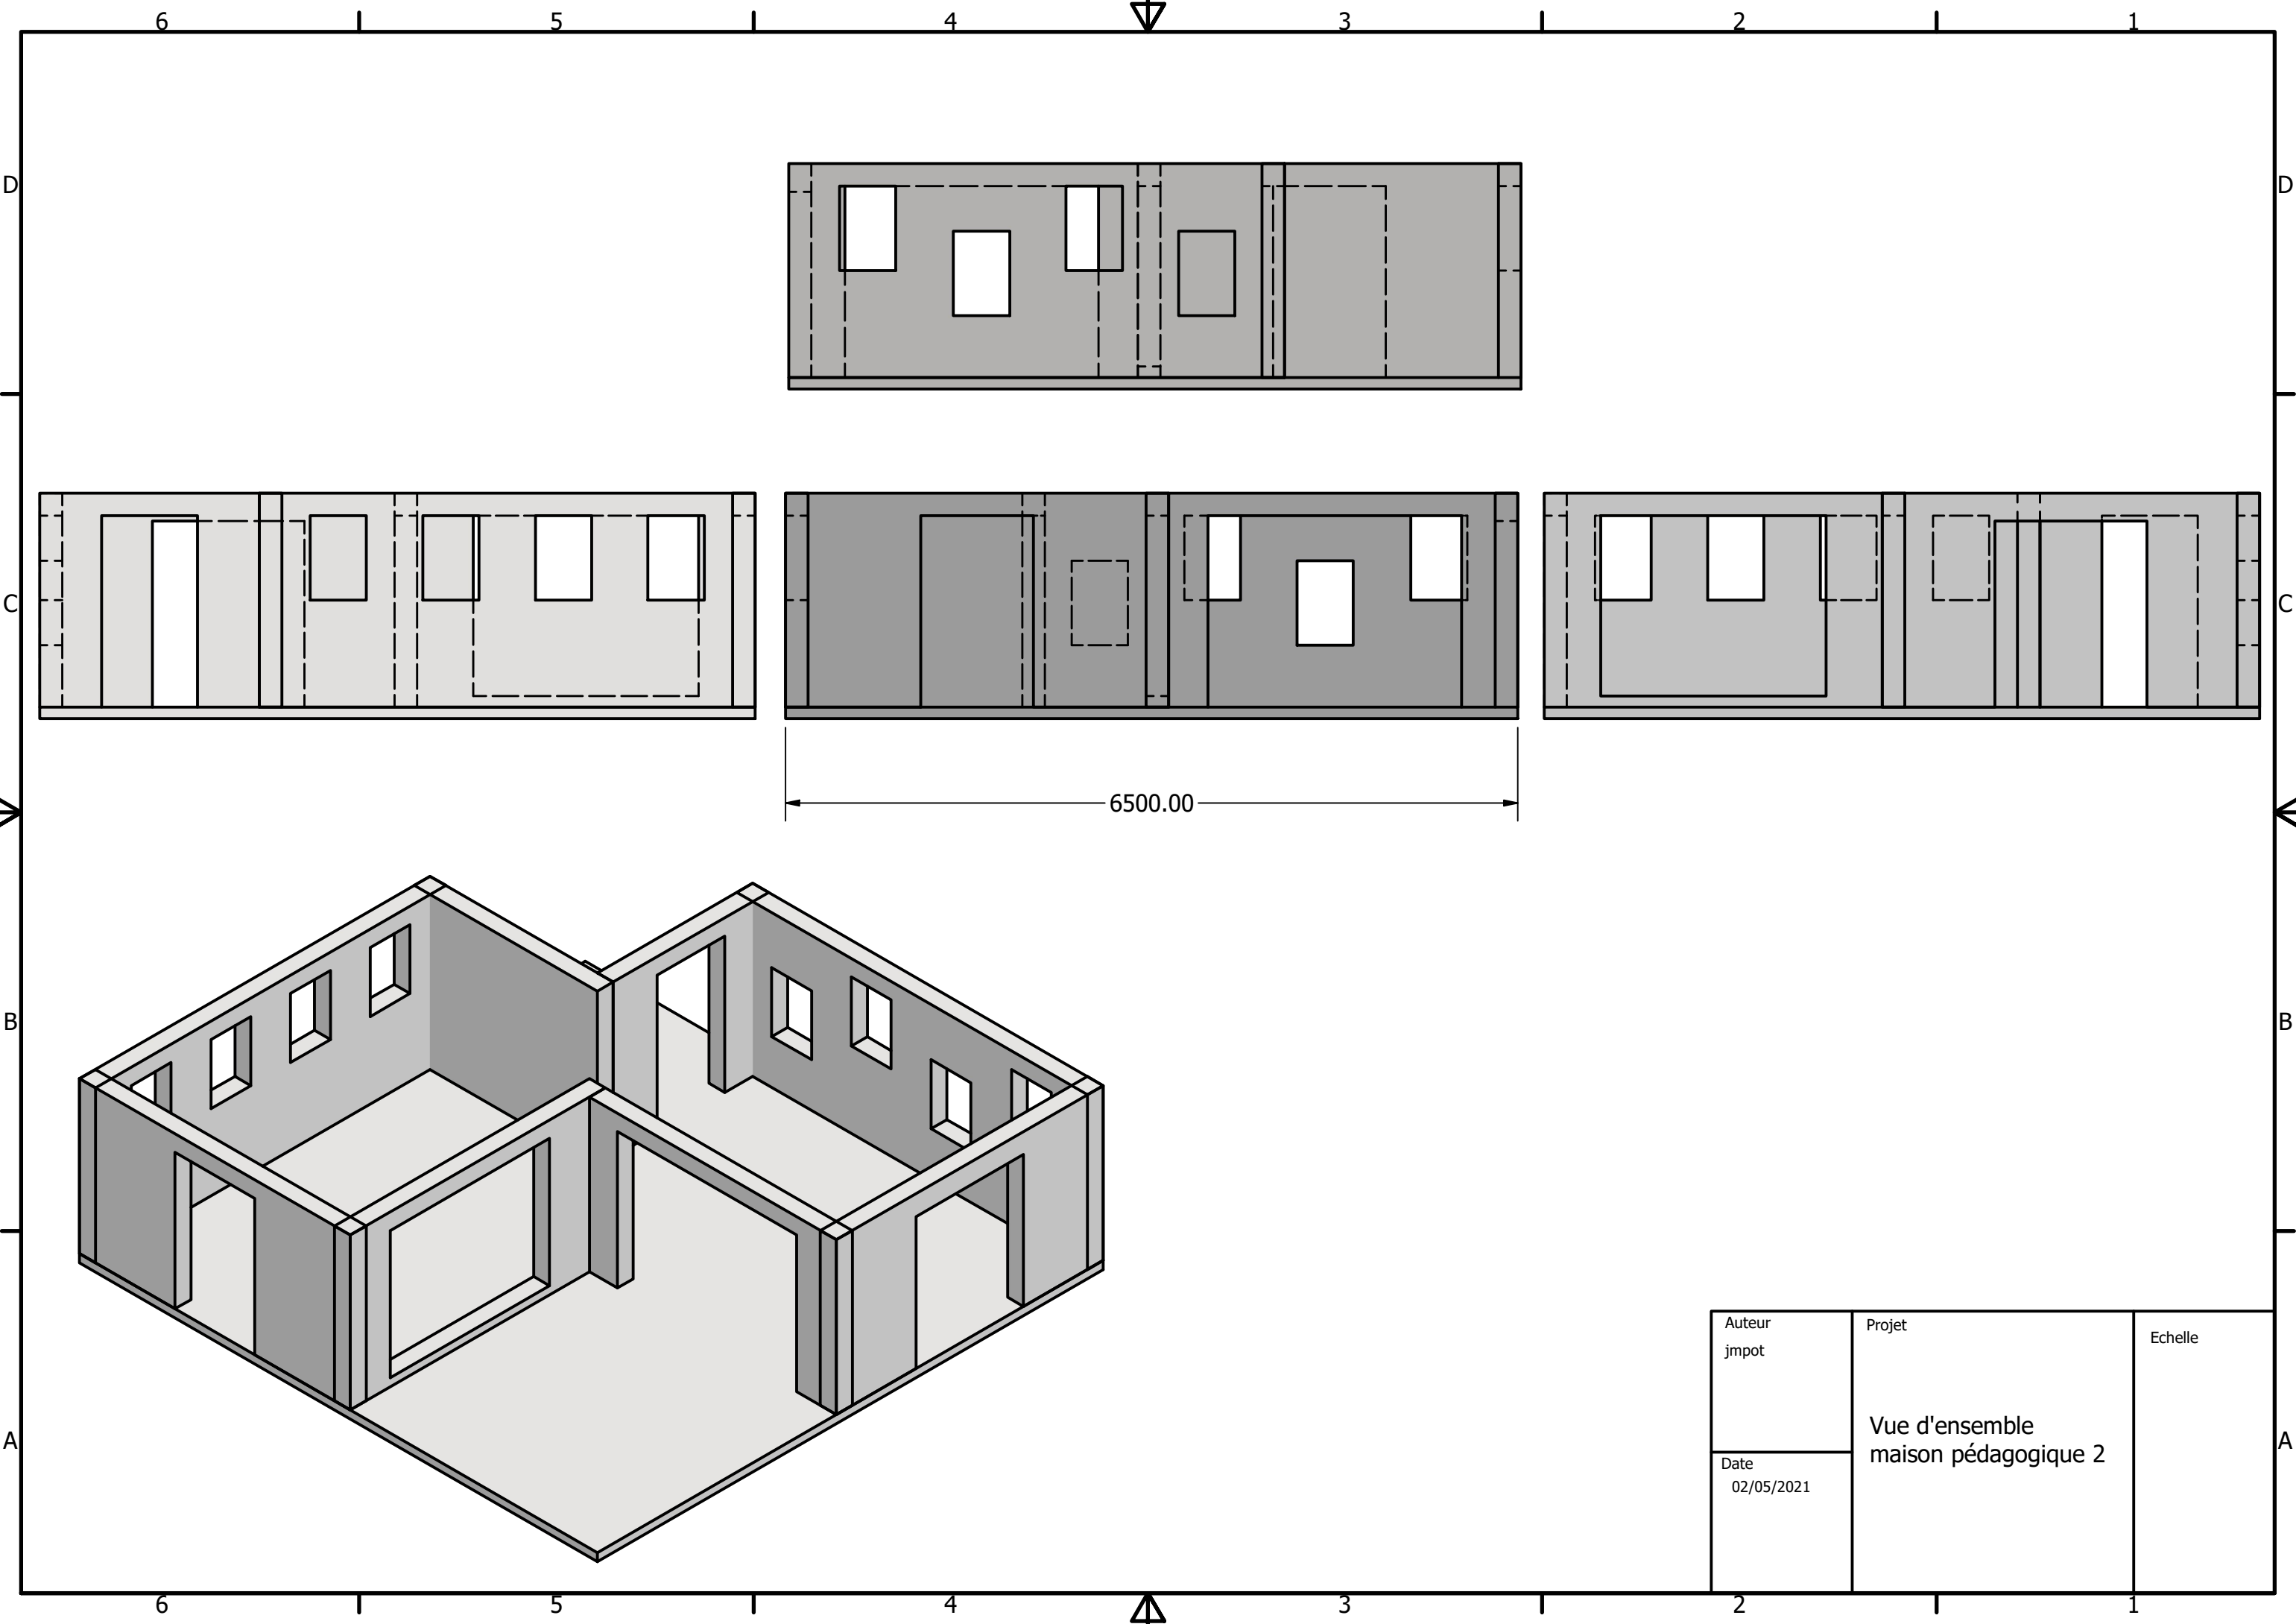 6 5 4 3 2 1
D D
C C
6500.00
B B
Auteur
jmpot
Projet
Echelle
Vue d'ensemble
maison pédagogique 2
A A
Date
02/05/2021
6 5 4 3 2 1